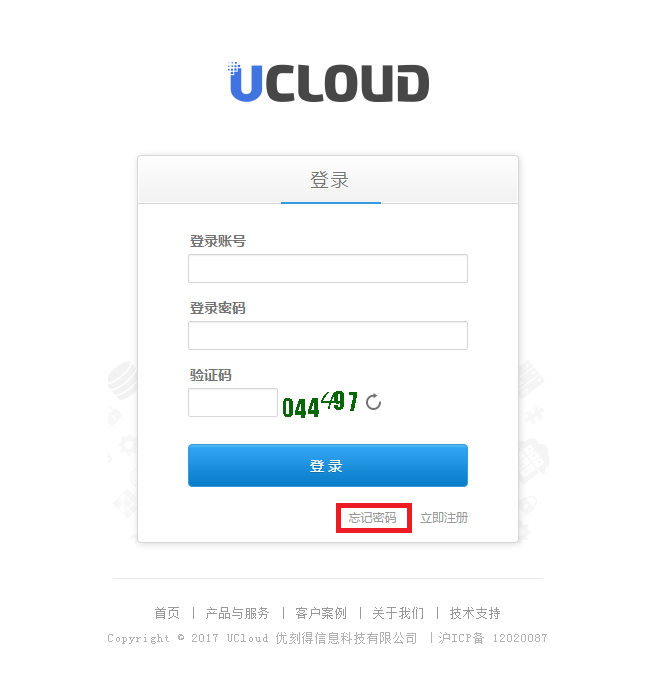 UCLOUD
登录
登录账号
登录密码
验证码
044497
登录
忘记密码 立即注册
首页 | 产品与服务 | 客户案例 | 关于我们 | 技术支持
Copyright © 2017 UCloud 优刻得信息科技有限公司 |沪ICP备 12020087